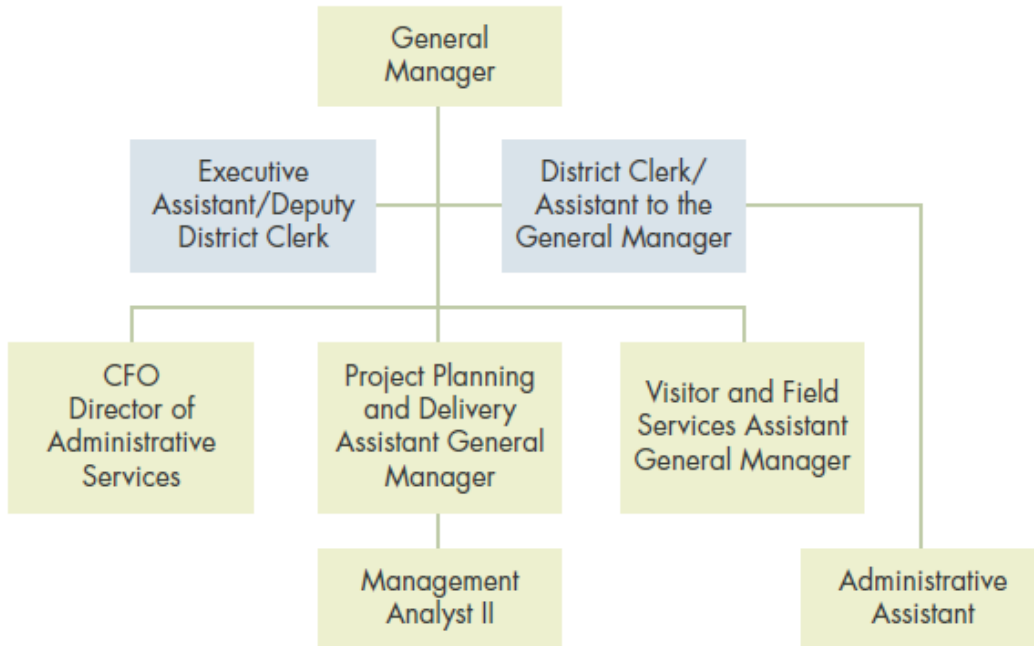 General
Manager
Executive
Assistant/Deputy
District Clerk
District Clerk/
Assistant to the
General Manager
CFO
Director of
Administrative
Services
Project Planning
and Delivery
Assistant General
Manager
Visitor and Field
Services Assistant
General Manager
Management
Analyst II
Administrative
Assistant